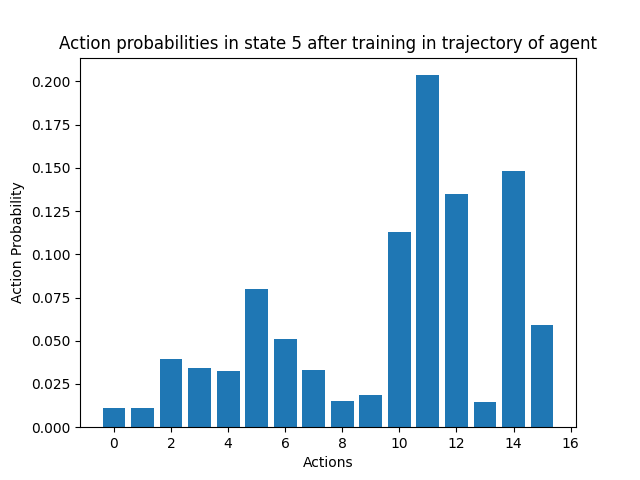 Action probabilities in state 5 after training in trajectory of agent
0.200
0.175
0.150
0.125
0.100
0.075
0.050
0.025
0.000
Action Probability
0 2 4 6 8 10 12 14 16
Actions